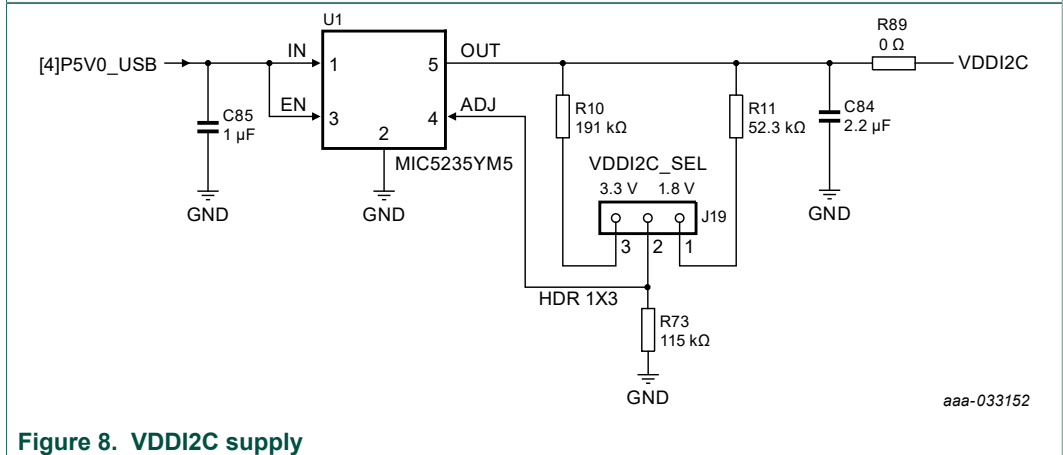 U1
R89
0 Ω
[4]P5V0_USB
IN
1
5
OUT
VDDI2C
EN
3
4
ADJ
2
C85
1 µF
R10
191 kΩ
R11
52.3 kΩ
C84
2.2 µF
MIC5235YM5
VDDI2C_SEL
3.3 V 1.8 V
J19
GND
GND
GND
3 2 1
HDR 1X3
R73
115 kΩ
GND
aaa-033152
Figure 8. VDDI2C supply